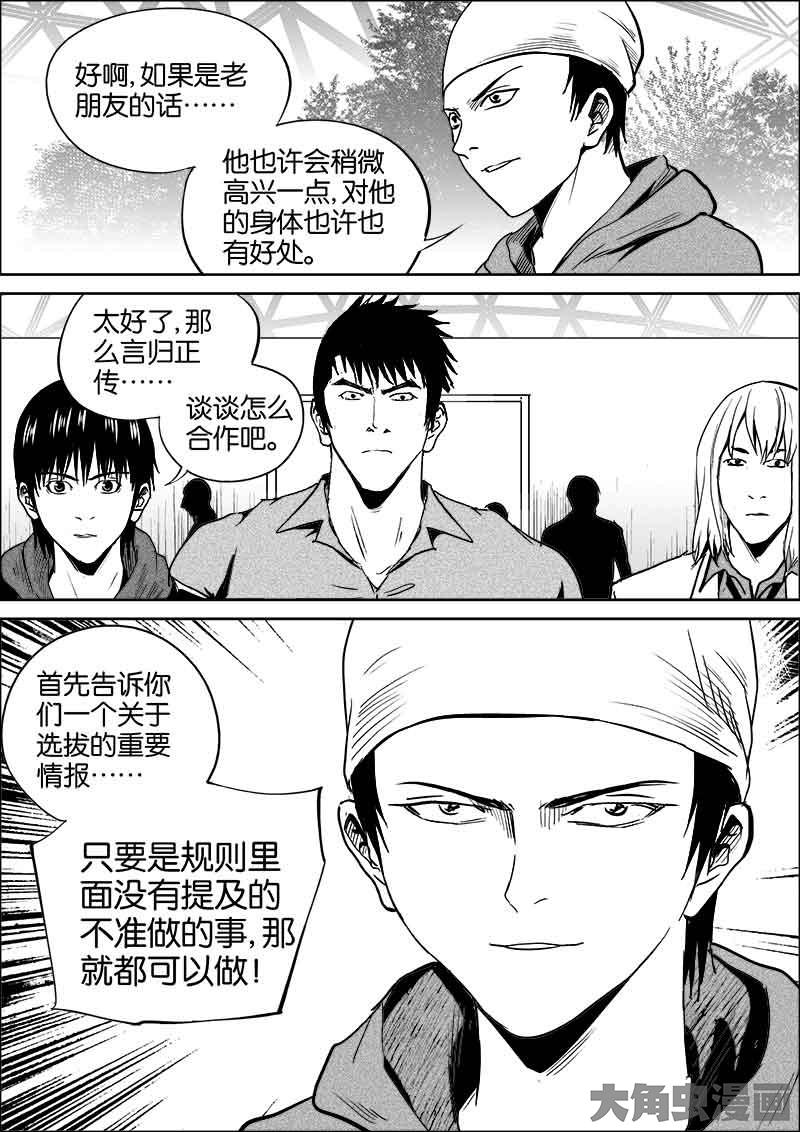 好啊,如果是老
朋友的话……
他也许会稍微
高兴一点,对他
的身体也许也
有好处。
太好了,那
么言归正
传……
谈谈怎么
合作吧。
首先告诉你
们一个关于
选拔的重要
情报……
只要是规则里
面没有提及的
不准做的事,那
就都可以做!
大角虫漫画